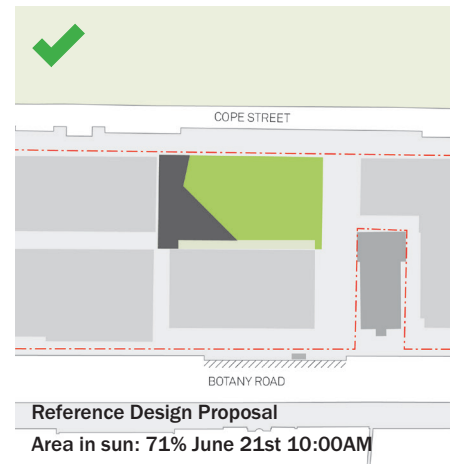 COPE STREET
BOTANY ROAD
Reference Design Proposal
Area in sun: 71% June 21st 10:00AM